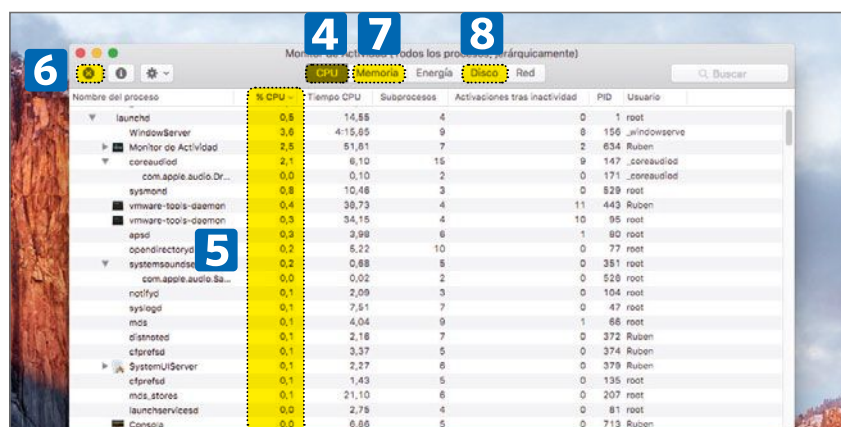 4 7 8
Monitor de Actividad (Todos los procesos, jerárquicamente)
6
CPU Memoria Energía Disco Red Buscar
Nombre del proceso % CPU Tiempo CPU Subprocesos Activaciones tras inactividad PID Usuario
launchd 0,5 14,55 4 0 1 root
WindowServer 3,6 4:15,65 9 8 156 _windowserve
Monitor de Actividad 2,5 51,61 7 2 634 Ruben
coreaudiod 2,1 6,10 15 9 147 _coreaudiod
com.apple.audio.Dr... 0,0 0,10 2 0 171 _coreaudiod
sysmond 0,8 10,46 3 0 529 root
vmware-tools-daemon 0,4 38,73 4 11 443 Ruben
vmware-tools-daemon 0,3 34,15 4 10 95 root
apsd 0,3 3,98 6 1 80 root
opendirectoryd 0,2 5,22 10 0 77 root
5
systemsoundse 0,2 0,68 5 0 351 root
com.apple.audio.Sa... 0,0 0,02 2 0 528 root
notifyd 0,1 2,09 3 0 104 root
syslogd 0,1 7,51 7 0 47 root
mds 0,1 4,04 9 1 66 root
distnoted 0,1 2,16 7 0 372 Ruben
cfprefsd 0,1 3,37 5 0 374 Ruben
SystemUIServer 0,1 2,27 6 0 379 Ruben
cfprefsd 0,1 1,43 5 0 135 root
mds_stores 0,1 21,10 6 0 207 root
launchservicesd 0,0 2,75 4 0 81 root
Consola 0,0 6,66 5 0 713 Ruben